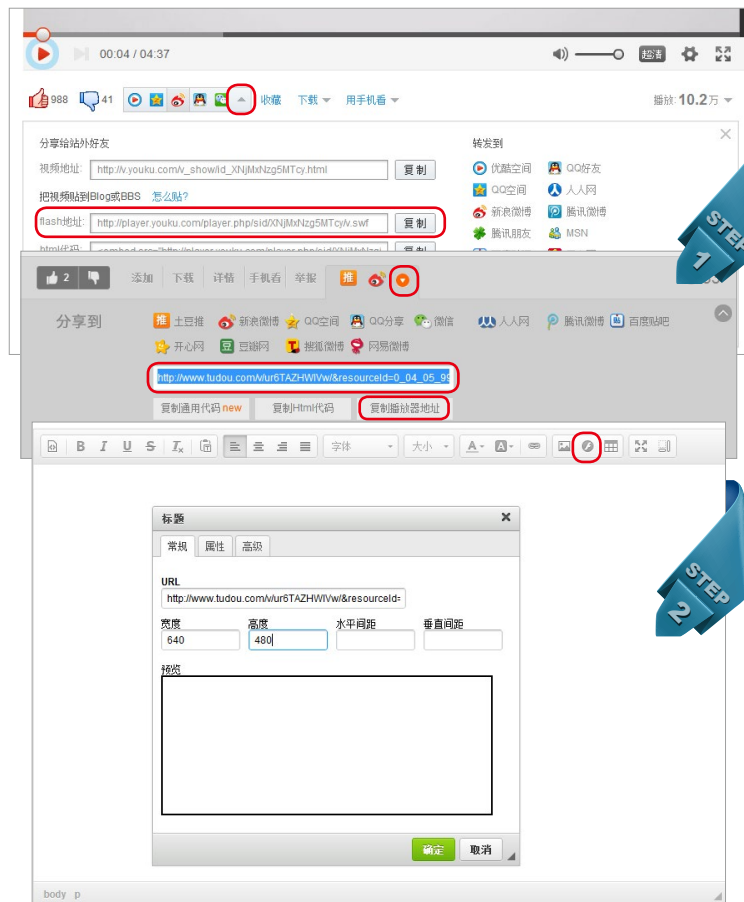 00:04 / 04:37 超清
988 41 收藏 下载 用手机看 播放: 10.2万
分享给站外好友 转发到
视频地址: http://v.youku.com/v_show/id_XNjMxNzg5MTcy.html 复制 优酷空间 QQ好友
把视频贴到Blog或BBS 怎么贴? QQ空间 人人网
flash地址: http://player.youku.com/player.php/sid/XNjMxNzg5MTcy/v.swf 复制 新浪微博 腾讯微博
腾讯朋友 MSN
STEP
1
2 添加 下载 详情 手机看 举报 推
分享到 推 土豆推 新浪微博 QQ空间 QQ分享 微信 人人网 腾讯微博 百度贴吧
开心网 豆 豆瓣网 搜狐微博 网易微博
http://www.tudou.com/v/ur6TAZHWIVw/&resourceId=0_04_05_99
复制通用代码 new 复制Html代码 复制播放器地址
B I U S Tx 字体 大小 A A
标题
常规 属性 高级
URL
http://www.tudou.com/v/ur6TAZHWIVw/&resourceId=
宽度 高度 水平间距 垂直间距
640 480
预览
STEP
2
确定 取消
body p